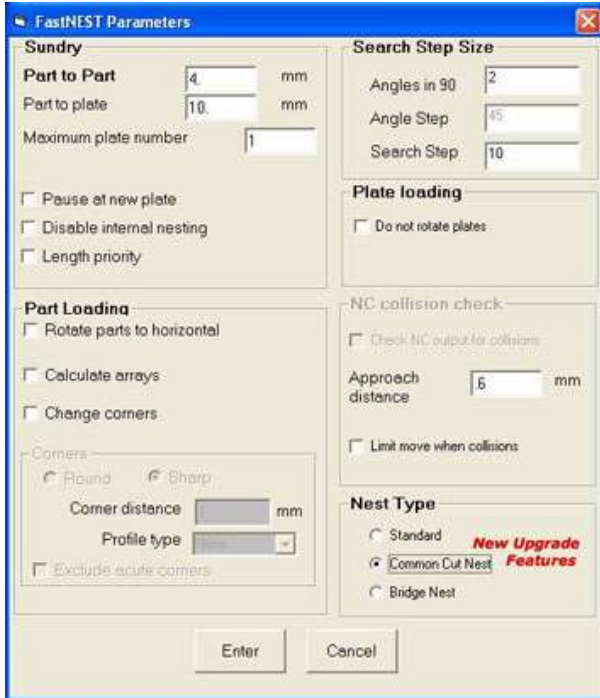 FastNEST Parameters
Sundry
Part to Part 4. mm
Part to plate 10. mm
Maximum plate number 1
Pause at new plate
Disable internal nesting
Length priority
Search Step Size
Angles in 90 2
Angle Step 45
Search Step 10
Plate loading
Do not rotate plates
Part Loading
Rotate parts to horizontal
Calculate arrays
Change corners
Corners
Round Sharp
Corner distance mm
Profile type
Exclude acute corners
NC collision check
Check NC output for collisions
Approach distance .6 mm
Limit move when collisions
Nest Type
Standard
Common Cut Nest
Bridge Nest
New Upgrade
Features
Enter Cancel